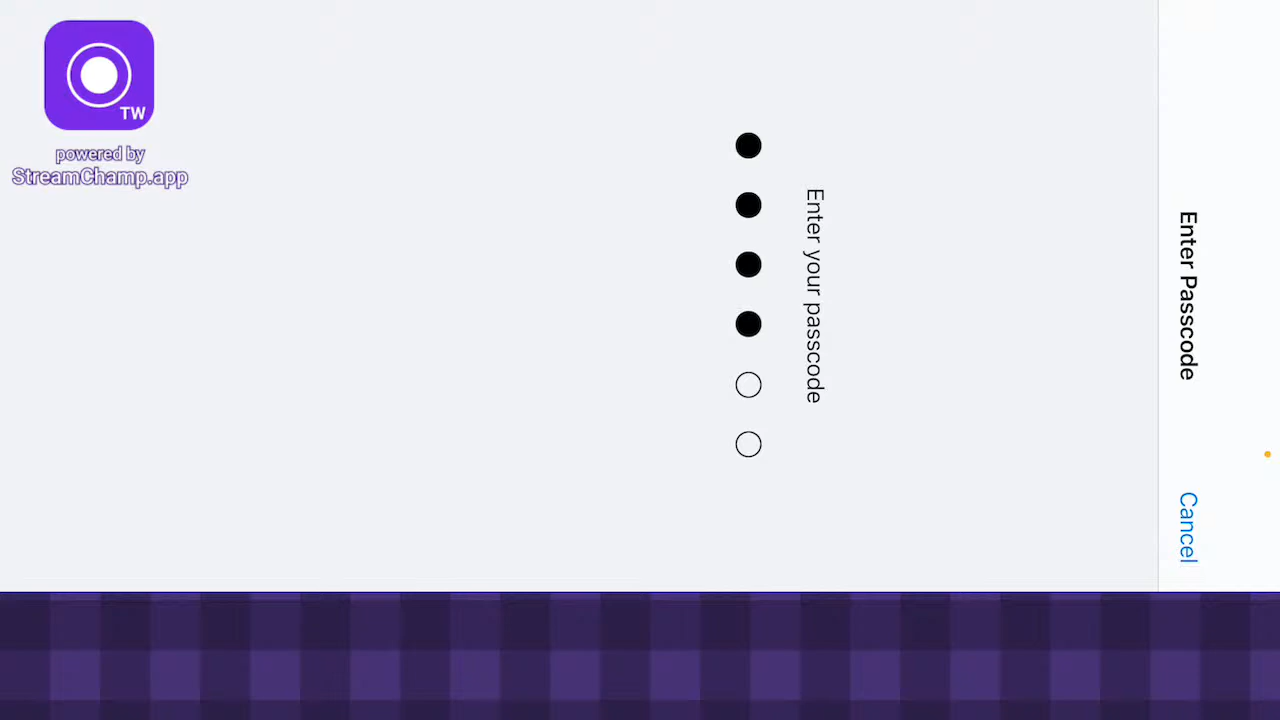 TW
powered by
StreamChamp.app
Enter Passcode
Cancel
Enter your passcode